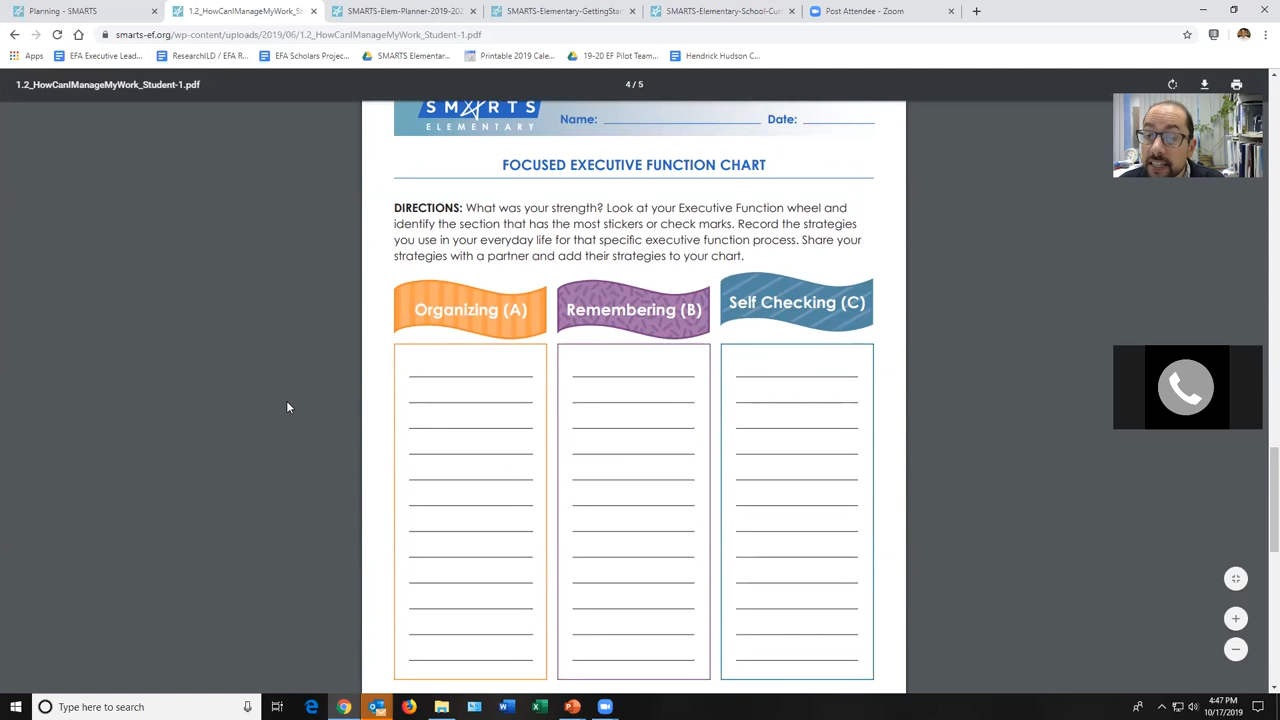 Planning - SMARTS
1.2_HowCanIManageMyWork_St
SMARTS-Elem-Planner-2019-202
SMARTS-Elementary-GettingStar
SMARTS-Elementary-School-Cur
Post Attendee - Zoom
smarts-ef.org/wp-content/uploads/2019/06/1.2_HowCanIManageMyWork_Student-1.pdf
Apps
EFA Executive Lead...
ResearchILD / EFA R...
EFA Scholars Projec...
SMARTS Elementar...
Printable 2019 Cale...
19-20 EF Pilot Team...
Hendrick Hudson C...
1.2_HowCanIManageMyWork_Student-1.pdf
4 / 5
SMARTS
ELEMENTARY
Name: Date:
FOCUSED EXECUTIVE FUNCTION CHART
DIRECTIONS: What was your strength? Look at your Executive Function wheel and
identify the section that has the most stickers or check marks. Record the strategies
you use in your everyday life for that specific executive function process. Share your
strategies with a partner and add their strategies to your chart.
Organizing (A)
Remembering (B)
Self Checking (C)
Type here to search
4:47 PM
10/17/2019